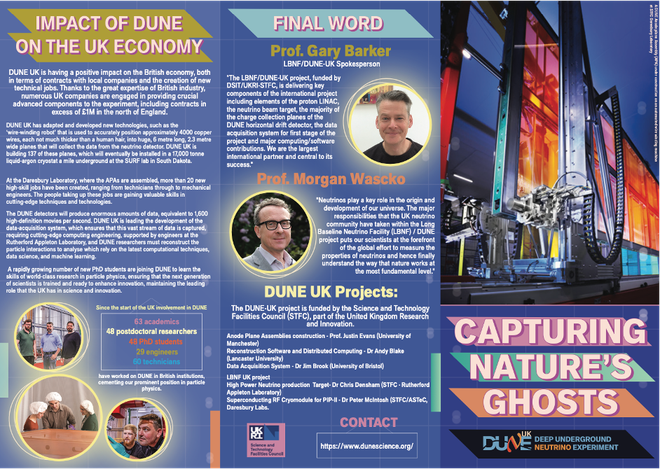 IMPACT OF DUNE
ON THE UK ECONOMY
DUNE UK is having a positive impact on the British economy, both
in terms of contracts with local companies and the creation of new
technical jobs. Thanks to the great expertise of British industry,
numerous UK companies are engaged in providing crucial
advanced components to the experiment, including contracts in
excess of £1M in the north of England.
DUNE UK has adapted and developed new technologies, such as the
'wire-winding robot' that is used to accurately position approximately 4000 copper
wires, each not much thicker than a human hair, into huge, 6 metre long, 2.3 metre
wide planes that will collect the data from the neutrino detector. DUNE UK is
building 137 of these planes, which will eventually be installed in a 17,000 tonne
liquid-argon cryostat a mile underground at the SURF lab in South Dakota.
At the Daresbury Laboratory, where the APAs are assembled, more than 20 new
high-skill jobs have been created, ranging from technicians through to mechanical
engineers. The people taking up these jobs are gaining valuable skills in
cutting-edge techniques and technologies.
The DUNE detectors will produce enormous amounts of data, equivalent to 1,600
high-definition movies per second. DUNE UK is leading the development of the
data-acquisition system, which ensures that this vast stream of data is captured,
requiring cutting-edge computing engineering, supported by engineers at the
Rutherford Appleton Laboratory, and DUNE researchers must reconstruct the
particle interactions to analyse which rely on the latest computational techniques,
data science, and machine learning.
A rapidly growing number of new PhD students are joining DUNE to learn the
skills of world-class research in particle physics, ensuring that the next generation
of scientists is trained and ready to enhance innovation, maintaining the leading
role that the UK has in science and innovation.
Since the start of the UK involvement in DUNE
63 academics
48 postdoctoral researchers
46 PhD students
29 engineers
60 technicians
have worked on DUNE in British institutions,
cementing our prominent position in particle
physics.
FINAL WORD
Prof. Gary Barker
LBNF/DUNE-UK Spokesperson
"The LBNF/DUNE-UK project, funded by
DSIT/UKRI-STFC, is delivering key
components of the international project
including elements of the proton LINAC,
the neutrino beam target, the majority of
the charge collection planes of the
DUNE horizontal drift detector, the data
acquisition system for first stage of the
project and major computing/software
contributions. We are the largest
international partner and central to its
success."
Prof. Morgan Wascko
"Neutrinos play a key role in the origin and
development of our universe. The major
responsibilities that the UK neutrino
community have taken within the Long
Baseline Neutrino Facility (LBNF) / DUNE
project puts our scientists at the forefront
of the global effort to measure the
properties of neutrinos and hence finally
understand the way that nature works at
the most fundamental level."
DUNE UK Projects:
The DUNE-UK project is funded by the Science and Technology
Facilities Council (STFC), part of the United Kingdom Research
and Innovation.
Anode Plane Assemblies construction - Prof. Justin Evans (University of
Manchester)
Reconstruction Software and Distributed Computing - Dr Andy Blake
(Lancaster University)
Data Acquisition System - Dr Jim Brook (University of Bristol)
LBNF UK project
High Power Neutrino production Target- Dr Chris Densham (STFC - Rutherford
Appleton Laboratory)
Superconducting RF Cryomodule for PIP-II - Dr Peter McIntosh (STFC/ASTeC,
Daresbury Labs.
CONTACT
UKRI
Science and
Technology
Facilities Council
https://www.dunescience.org/
CAPTURING
NATURE'S
GHOSTS
DUNE UK
DEEP UNDERGROUND
NEUTRINO EXPERIMENT